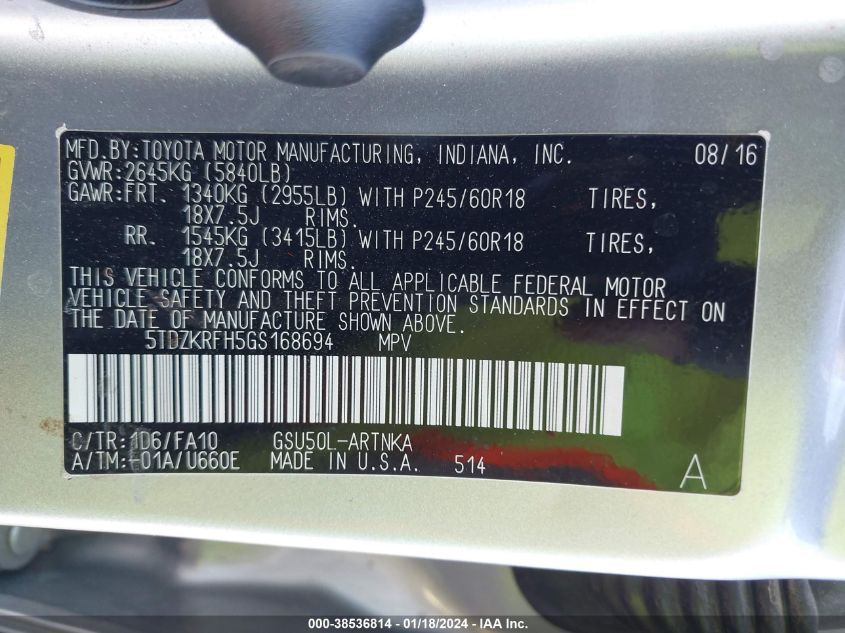 MFD.BY:TOYOTA MOTOR MANUFACTURING, INDIANA, INC. 08/16
GVWR:2645KG (5840LB)
GAWR:FRT. 1340KG (2955LB) WITH P245/60R18 TIRES,
18X7.5J RIMS.
RR. 1545KG (3415LB) WITH P245/60R18 TIRES,
18X7.5J RIMS.
THIS VEHICLE CONFORMS TO ALL APPLICABLE FEDERAL MOTOR
VEHICLE SAFETY AND THEFT PREVENTION STANDARDS IN EFFECT ON
THE DATE OF MANUFACTURE SHOWN ABOVE.
5TDZKRFH5GS168694 MPV
C/TR:1D6/FA10 GSU50L-ARTNKA
A/TM:-01A/U660E MADE IN U.S.A. 514 A
000-38536814 - 01/18/2024 - IAA Inc.